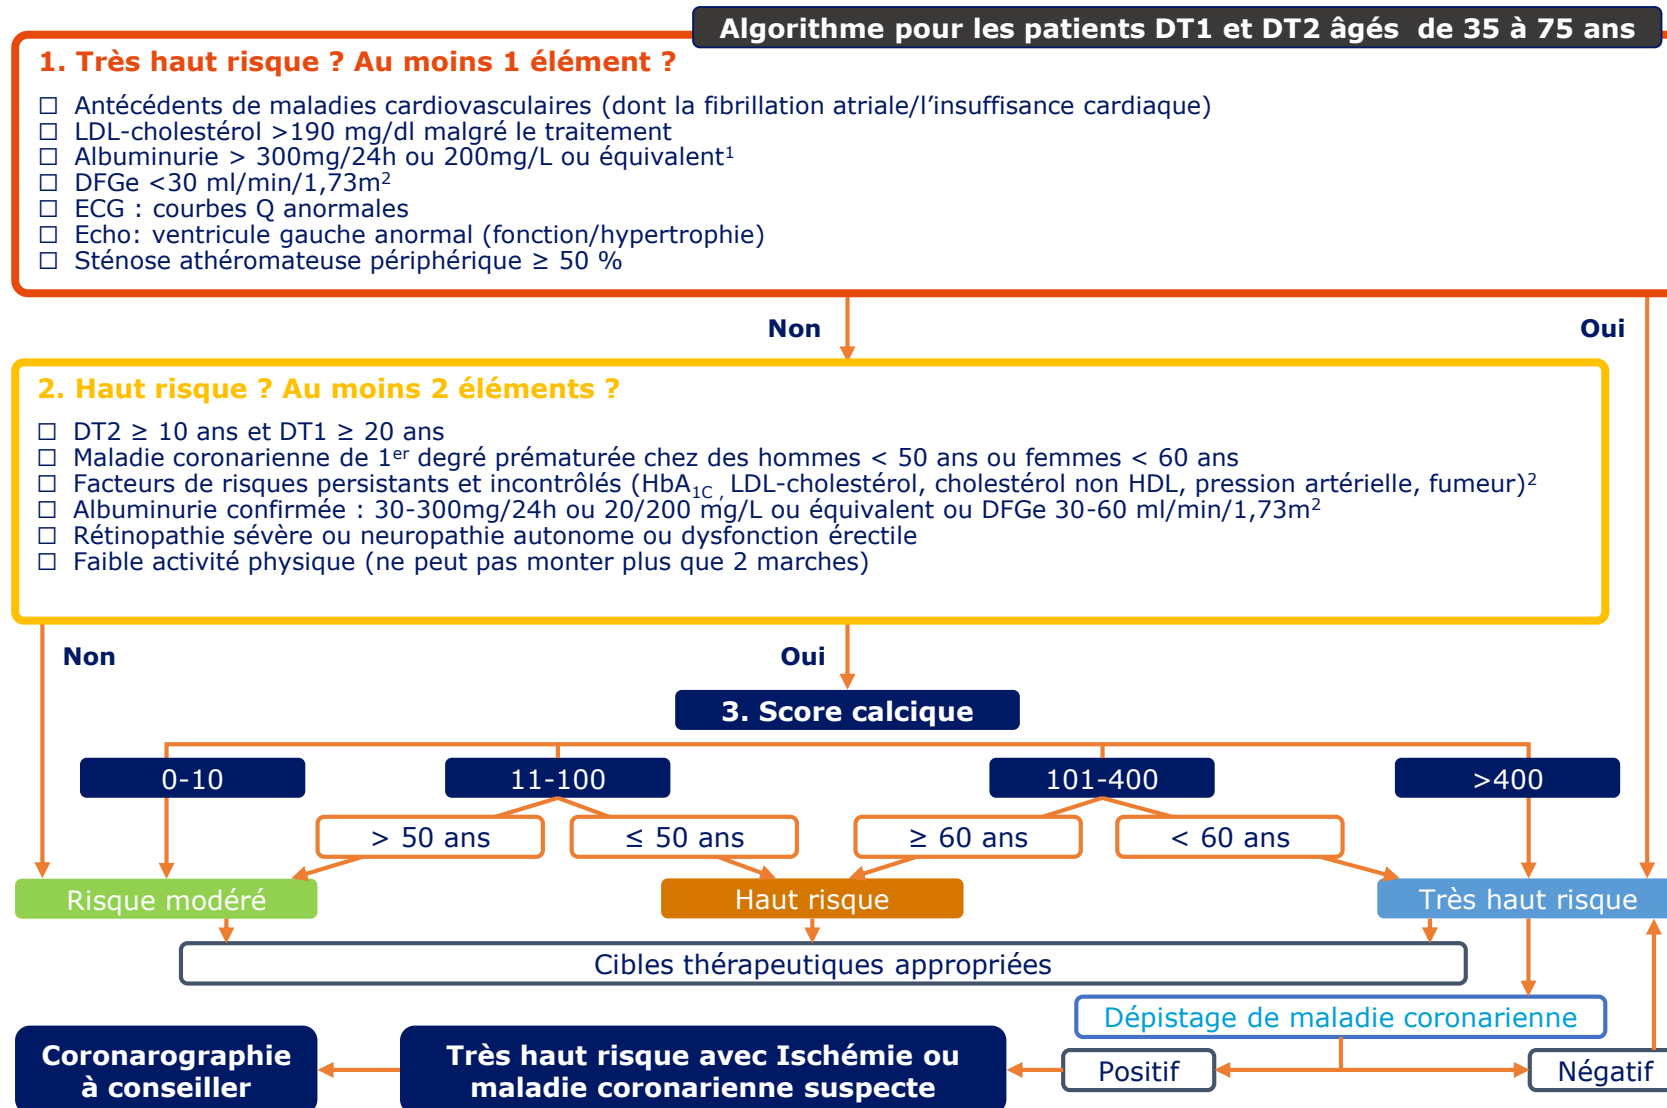 Algorithme pour les patients DT1 et DT2 âgés  de 35 à 75 ans
1. Très haut risque ? Au moins 1 élément ?
☐ Antécédents de maladies cardiovasculaires (dont la fibrillation atriale/l’insuffisance cardiaque)
☐ LDL-cholestérol >190 mg/dl malgré le traitement
☐ Albuminurie > 300mg/24h ou 200mg/L ou équivalent¹
☐ DFGe <30 ml/min/1,73m²
☐ ECG : courbes Q anormales
☐ Echo: ventricule gauche anormal (fonction/hypertrophie)
☐ Sténose athéromateuse périphérique ≥ 50 %
Non
Oui
2. Haut risque ? Au moins 2 éléments ?
☐ DT2 ≥ 10 ans et DT1 ≥ 20 ans
☐ Maladie coronarienne de 1er degré prématurée chez des hommes < 50 ans ou femmes < 60 ans
☐ Facteurs de risques persistants et incontrôlés (HbA1C , LDL-cholestérol, cholestérol non HDL, pression artérielle, fumeur)²
☐ Albuminurie confirmée : 30-300mg/24h ou 20/200 mg/L ou équivalent ou DFGe 30-60 ml/min/1,73m²
☐ Rétinopathie sévère ou neuropathie autonome ou dysfonction érectile
☐ Faible activité physique (ne peut pas monter plus que 2 marches)
Non
Oui
3. Score calcique
0-10
11-100
101-400
>400
> 50 ans
≤ 50 ans
≥ 60 ans
< 60 ans
Risque modéré
Haut risque
Très haut risque
Cibles thérapeutiques appropriées
Dépistage de maladie coronarienne
Coronarographie
à conseiller
Très haut risque avec Ischémie ou
maladie coronarienne suspecte
Positif
Négatif